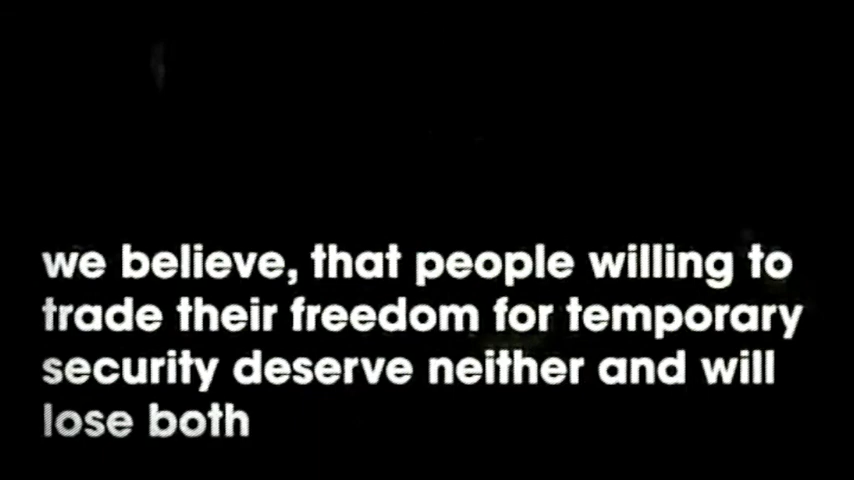 we believe, that people willing to
trade their freedom for temporary
security deserve neither and will
lose both